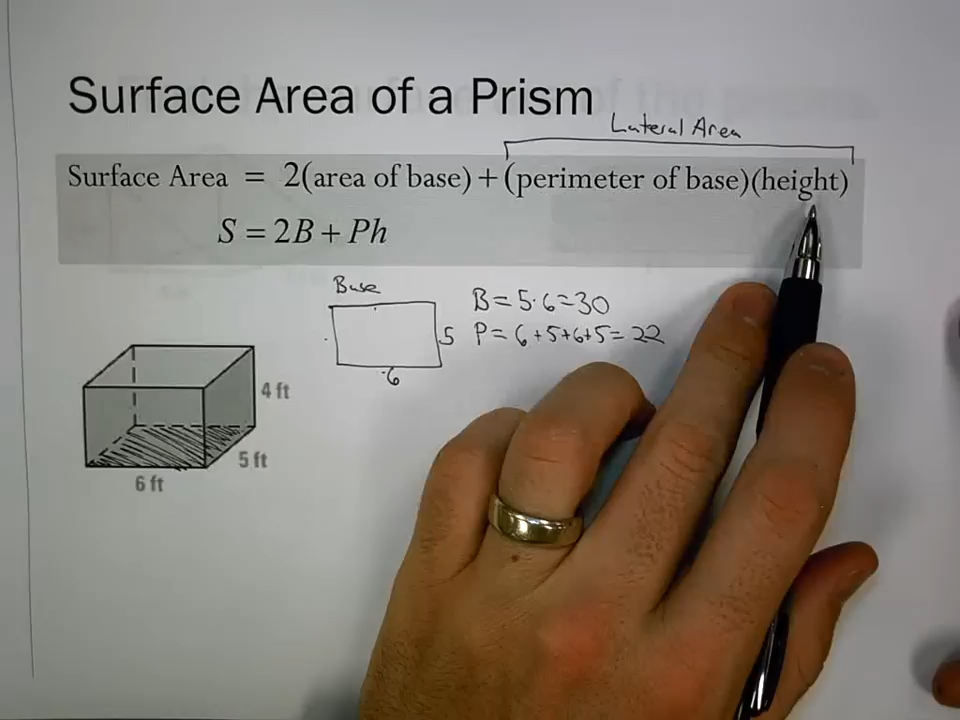 Surface Area of a Prism
Lateral Area
Surface Area = 2(area of base) + (perimeter of base)(height)
S = 2B + Ph
Base
B = 5·6 = 30
5
P = 6+5+6+5 = 22
6
4 ft
5 ft
6 ft